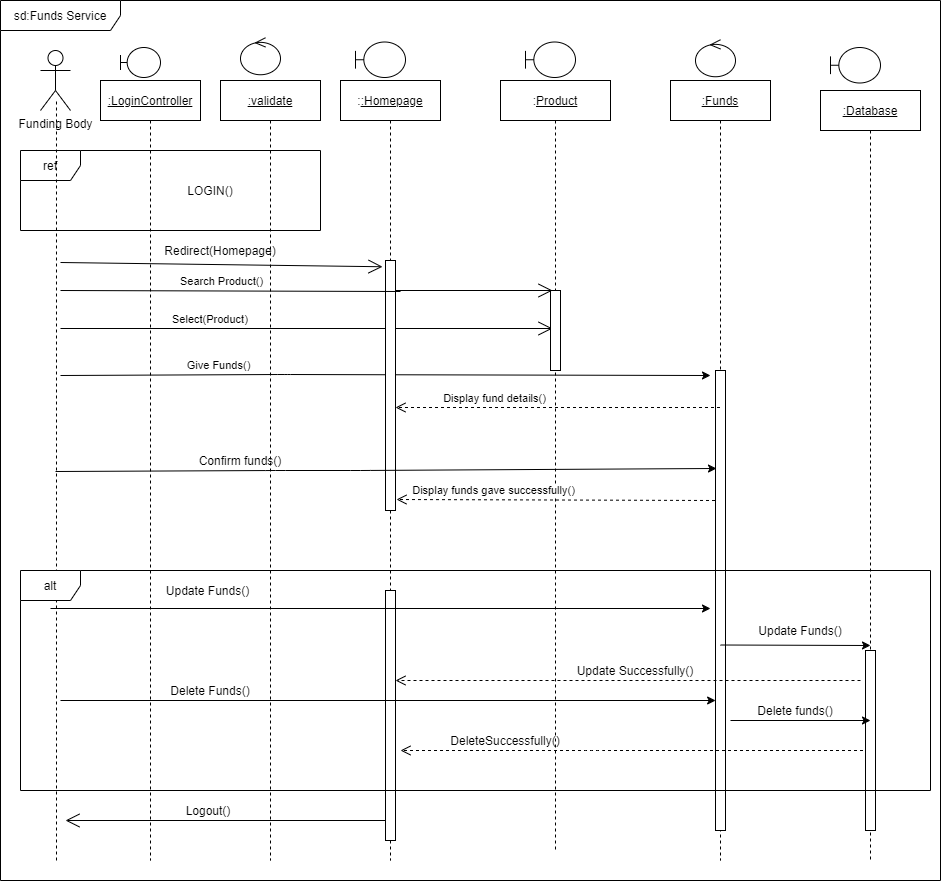 sd:Funds Service
Funding Body
:LoginController
:validate
::Homepage
:Product
:Funds
:Database
ref
LOGIN()
Redirect(Homepage)
Search Product()
Select(Product)
Give Funds()
Display fund details()
Confirm funds()
Display funds gave successfully()
alt
Update Funds()
Update Funds()
Update Successfully()
Delete Funds()
Delete funds()
DeleteSuccessfully()
Logout()